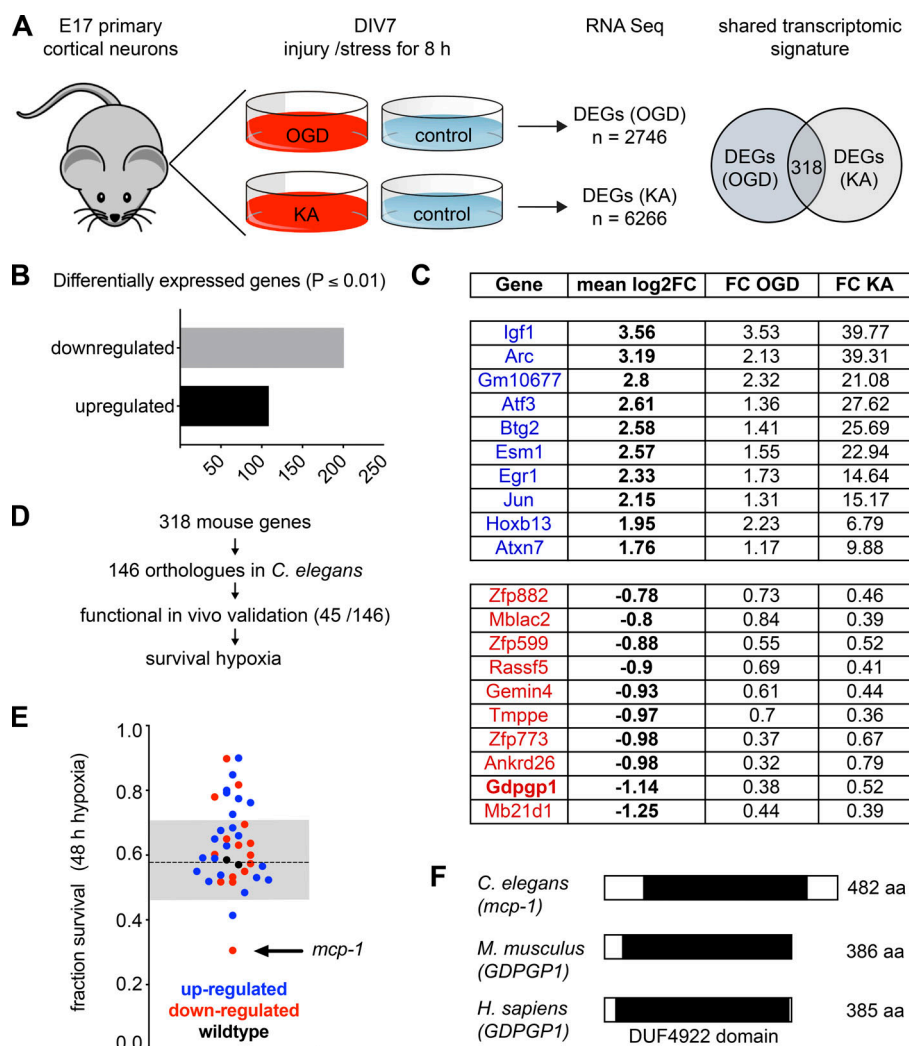 A
E17 primary
cortical neurons
DIV7
injury /stress for 8 h
RNA Seq
shared transcriptomic
signature
OGD
control
DEGs (OGD)
n = 2746
KA
control
DEGs (KA)
n = 6266
DEGs
(OGD)
318
DEGs
(KA)
B
Differentially expressed genes (P ≤ 0.01)
downregulated
upregulated
50
100
150
200
250
C
Gene mean log2FC FC OGD FC KA
Igf1 3.56 3.53 39.77
Arc 3.19 2.13 39.31
Gm10677 2.8 2.32 21.08
Atf3 2.61 1.36 27.62
Btg2 2.58 1.41 25.69
Esm1 2.57 1.55 22.94
Egr1 2.33 1.73 14.64
Jun 2.15 1.31 15.17
Hoxb13 1.95 2.23 6.79
Atxn7 1.76 1.17 9.88
Zfp882 -0.78 0.73 0.46
Mblac2 -0.8 0.84 0.39
Zfp599 -0.88 0.55 0.52
Rassf5 -0.9 0.69 0.41
Gemin4 -0.93 0.61 0.44
Tmppe -0.97 0.7 0.36
Zfp773 -0.98 0.37 0.67
Ankrd26 -0.98 0.32 0.79
Gdpgp1 -1.14 0.38 0.52
Mb21d1 -1.25 0.44 0.39
D
318 mouse genes
146 orthologues in C. elegans
functional in vivo validation (45 /146)
survival hypoxia
E
fraction survival (48 h hypoxia)
1.0
0.8
0.6
0.4
0.2
0.0
mcp-1
up-regulated
down-regulated
wildtype
F
C. elegans
(mcp-1)
482 aa
M. musculus
(GDPGP1)
386 aa
H. sapiens
(GDPGP1)
385 aa
DUF4922 domain